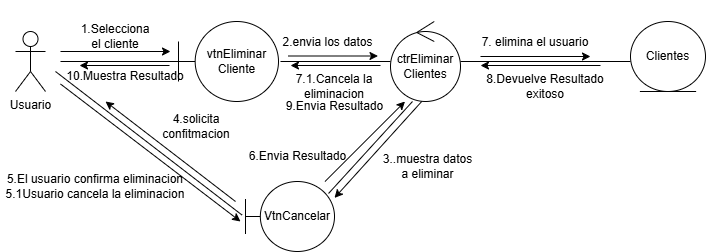 1.Selecciona
el cliente
vtnEliminar
Cliente
2.envia los datos
ctrEliminar
Clientes
7. elimina el usuario
Clientes
10.Muestra Resultado
7.1.Cancela la
eliminacion
9.Envia Resultado
8.Devuelve Resultado
exitoso
Usuario
4.solicita
confitmacion
6.Envia Resultado
3..muestra datos
a eliminar
5.El usuario confirma eliminacion
5.1Usuario cancela la eliminacion
VtnCancelar